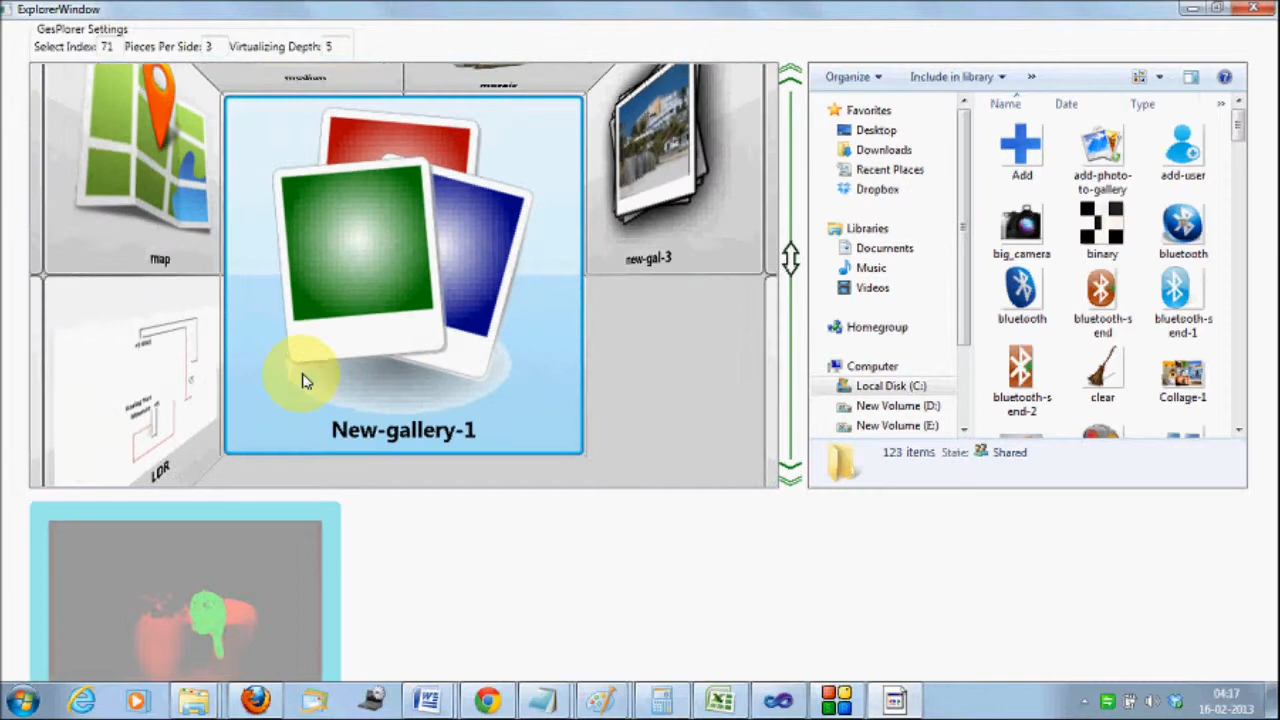 ExplorerWindow
GesPlorer Settings
Select Index: 71 Pieces Per Side: 3 Virtualizing Depth: 5
mosaic
map
new-gal-3
LDR
New-gallery-1
Organize Include in library »
Name Date Type »
Favorites
Desktop
Downloads
Recent Places
Dropbox
Libraries
Documents
Music
Videos
Homegroup
Computer
Local Disk (C:)
New Volume (D:)
New Volume (E:)
Add
add-photo-to-gallery
add-user
big_camera
binary
bluetooth
bluetooth
bluetooth-send
bluetooth-send-1
bluetooth-send-2
clear
Collage-1
123 items State: Shared
04:17
16-02-2013